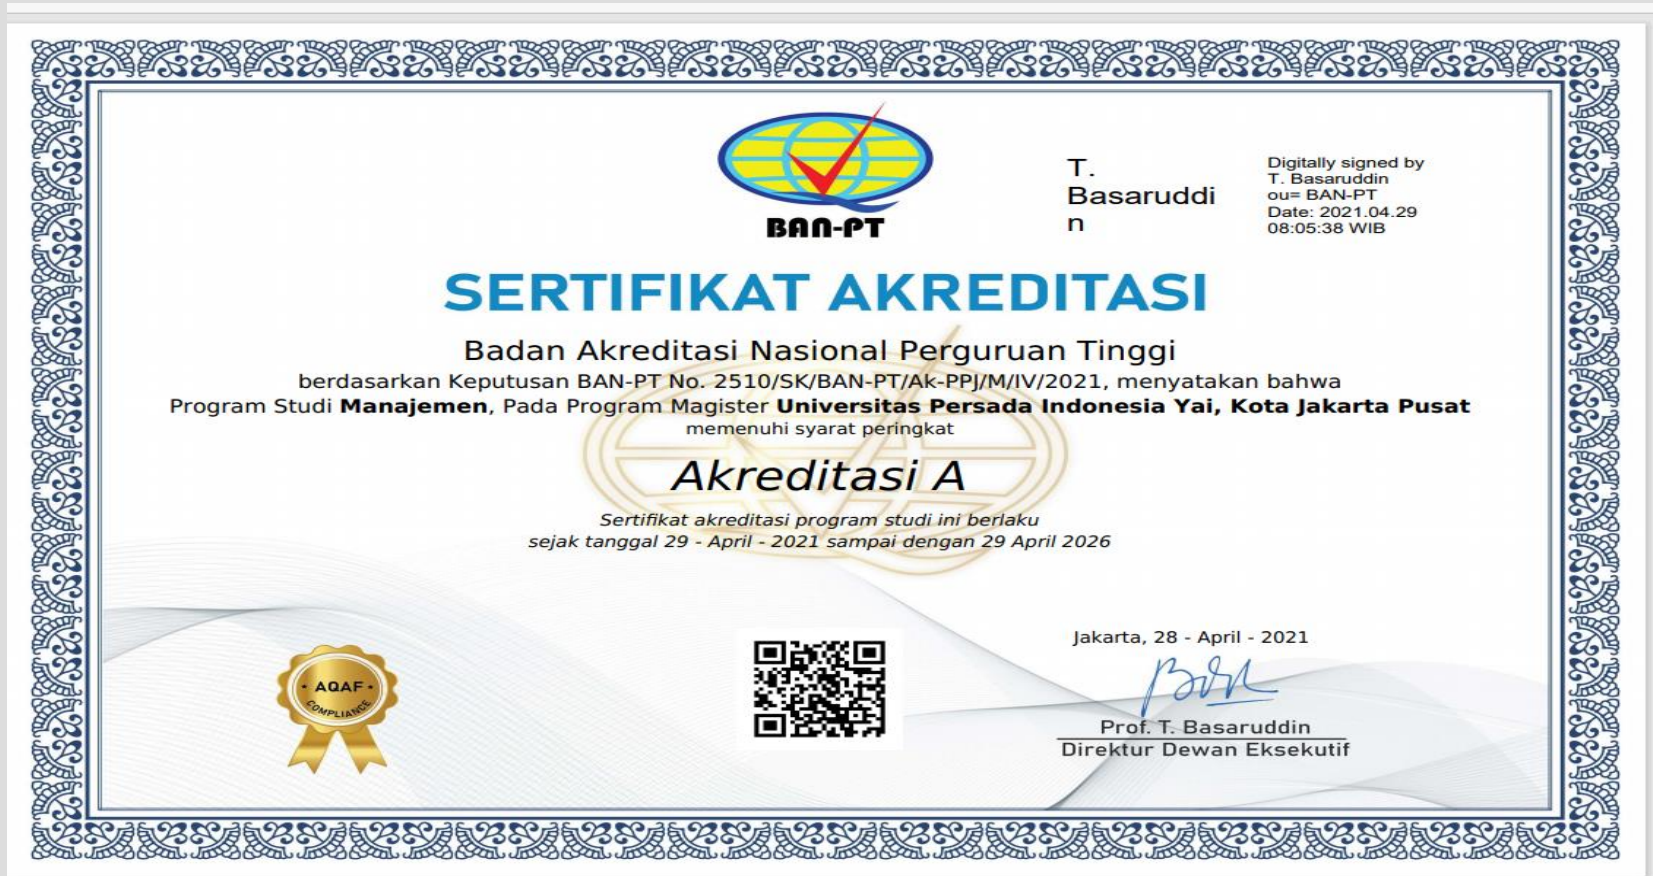 BAN-PT
T.
Basaruddi
n
Digitally signed by
T. Basaruddin
ou= BAN-PT
Date: 2021.04.29
08:05:38 WIB
SERTIFIKAT AKREDITASI
Badan Akreditasi Nasional Perguruan Tinggi
berdasarkan Keputusan BAN-PT No. 2510/SK/BAN-PT/Ak-PPJ/M/IV/2021, menyatakan bahwa
Program Studi Manajemen, Pada Program Magister Universitas Persada Indonesia Yai, Kota Jakarta Pusat
memenuhi syarat peringkat
Akreditasi A
Sertifikat akreditasi program studi ini berlaku
sejak tanggal 29 - April - 2021 sampai dengan 29 April 2026
AQAF
COMPLIANCE
Jakarta, 28 - April - 2021
Prof. T. Basaruddin
Direktur Dewan Eksekutif